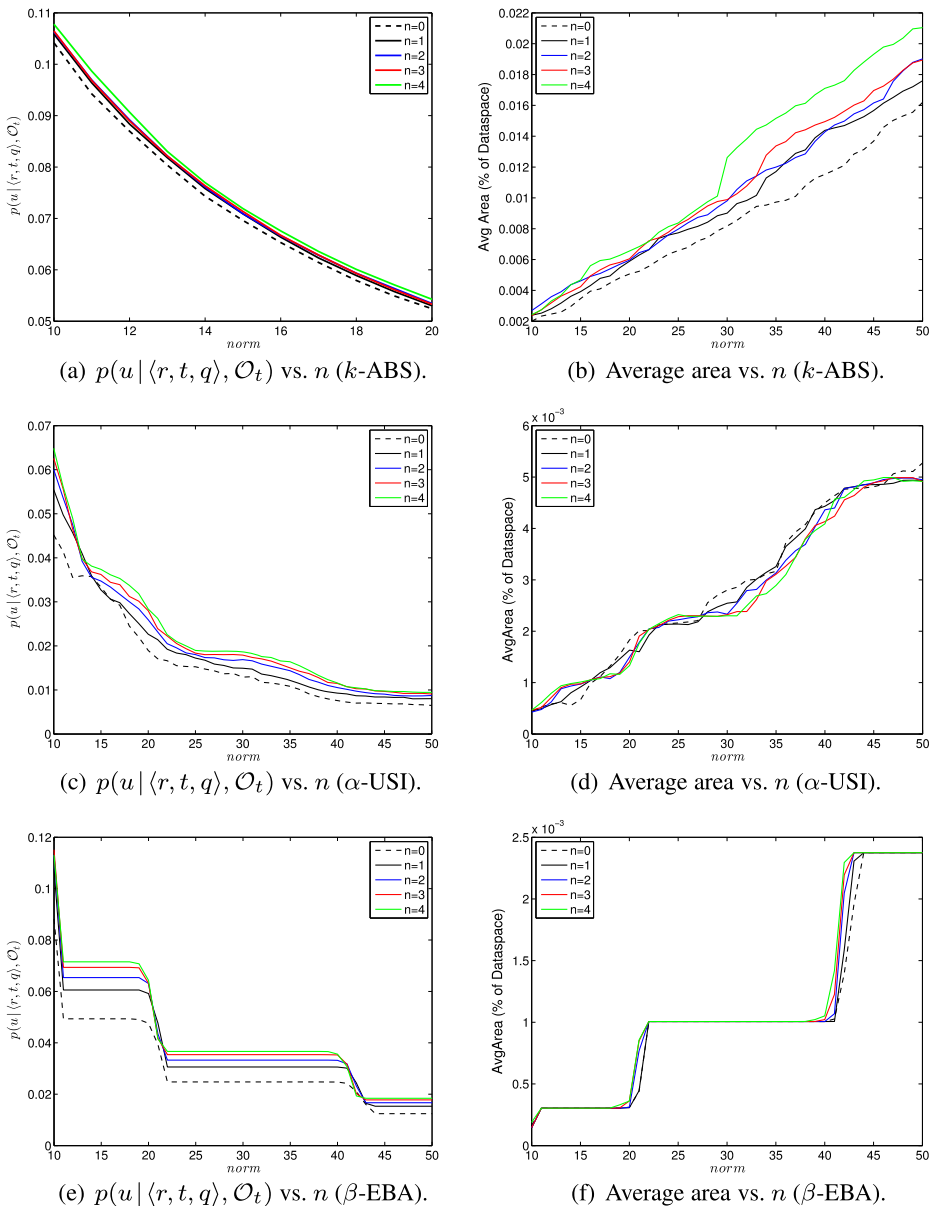 0.11
0.1
0.09
0.08
0.07
0.06
0.05
10 12 14 16 18 20
p(u | ⟨r, t, q⟩, 𝒪t)
norm
n=0
n=1
n=2
n=3
n=4
(a) p(u | ⟨r, t, q⟩, 𝒪t) vs. n (k-ABS).
0.022
0.02
0.018
0.016
0.014
0.012
0.01
0.008
0.006
0.004
0.002
10 15 20 25 30 35 40 45 50
Avg Area (% of Dataspace)
norm
n=0
n=1
n=2
n=3
n=4
(b) Average area vs. n (k-ABS).
0.07
0.06
0.05
0.04
0.03
0.02
0.01
0
10 15 20 25 30 35 40 45 50
p(u | ⟨r, t, q⟩, 𝒪t)
norm
n=0
n=1
n=2
n=3
n=4
(c) p(u | ⟨r, t, q⟩, 𝒪t) vs. n (α-USI).
x 10⁻³
6
5
4
3
2
1
0
10 15 20 25 30 35 40 45 50
AvgArea (% of Dataspace)
norm
n=0
n=1
n=2
n=3
n=4
(d) Average area vs. n (α-USI).
0.12
0.1
0.08
0.06
0.04
0.02
0
10 15 20 25 30 35 40 45 50
p(u | ⟨r, t, q⟩, 𝒪t)
norm
n=0
n=1
n=2
n=3
n=4
(e) p(u | ⟨r, t, q⟩, 𝒪t) vs. n (β-EBA).
x 10⁻³
2.5
2
1.5
1
0.5
0
10 15 20 25 30 35 40 45 50
AvgArea (% of Dataspace)
norm
n=0
n=1
n=2
n=3
n=4
(f) Average area vs. n (β-EBA).